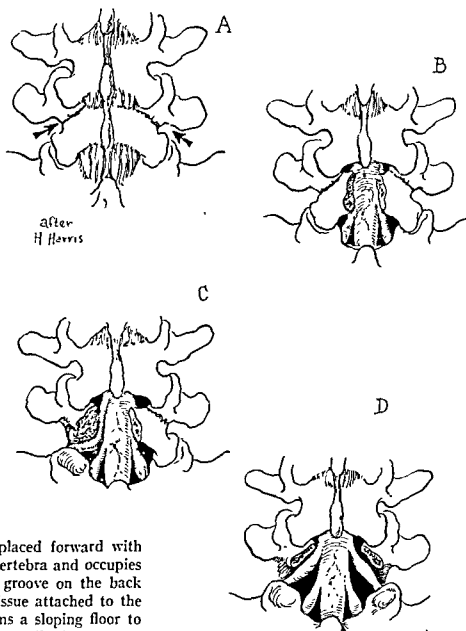 A
B
after
H Harris
C
D
placed forward with
ertebra and occupies
groove on the back
issue attached to the
ns a sloping floor to